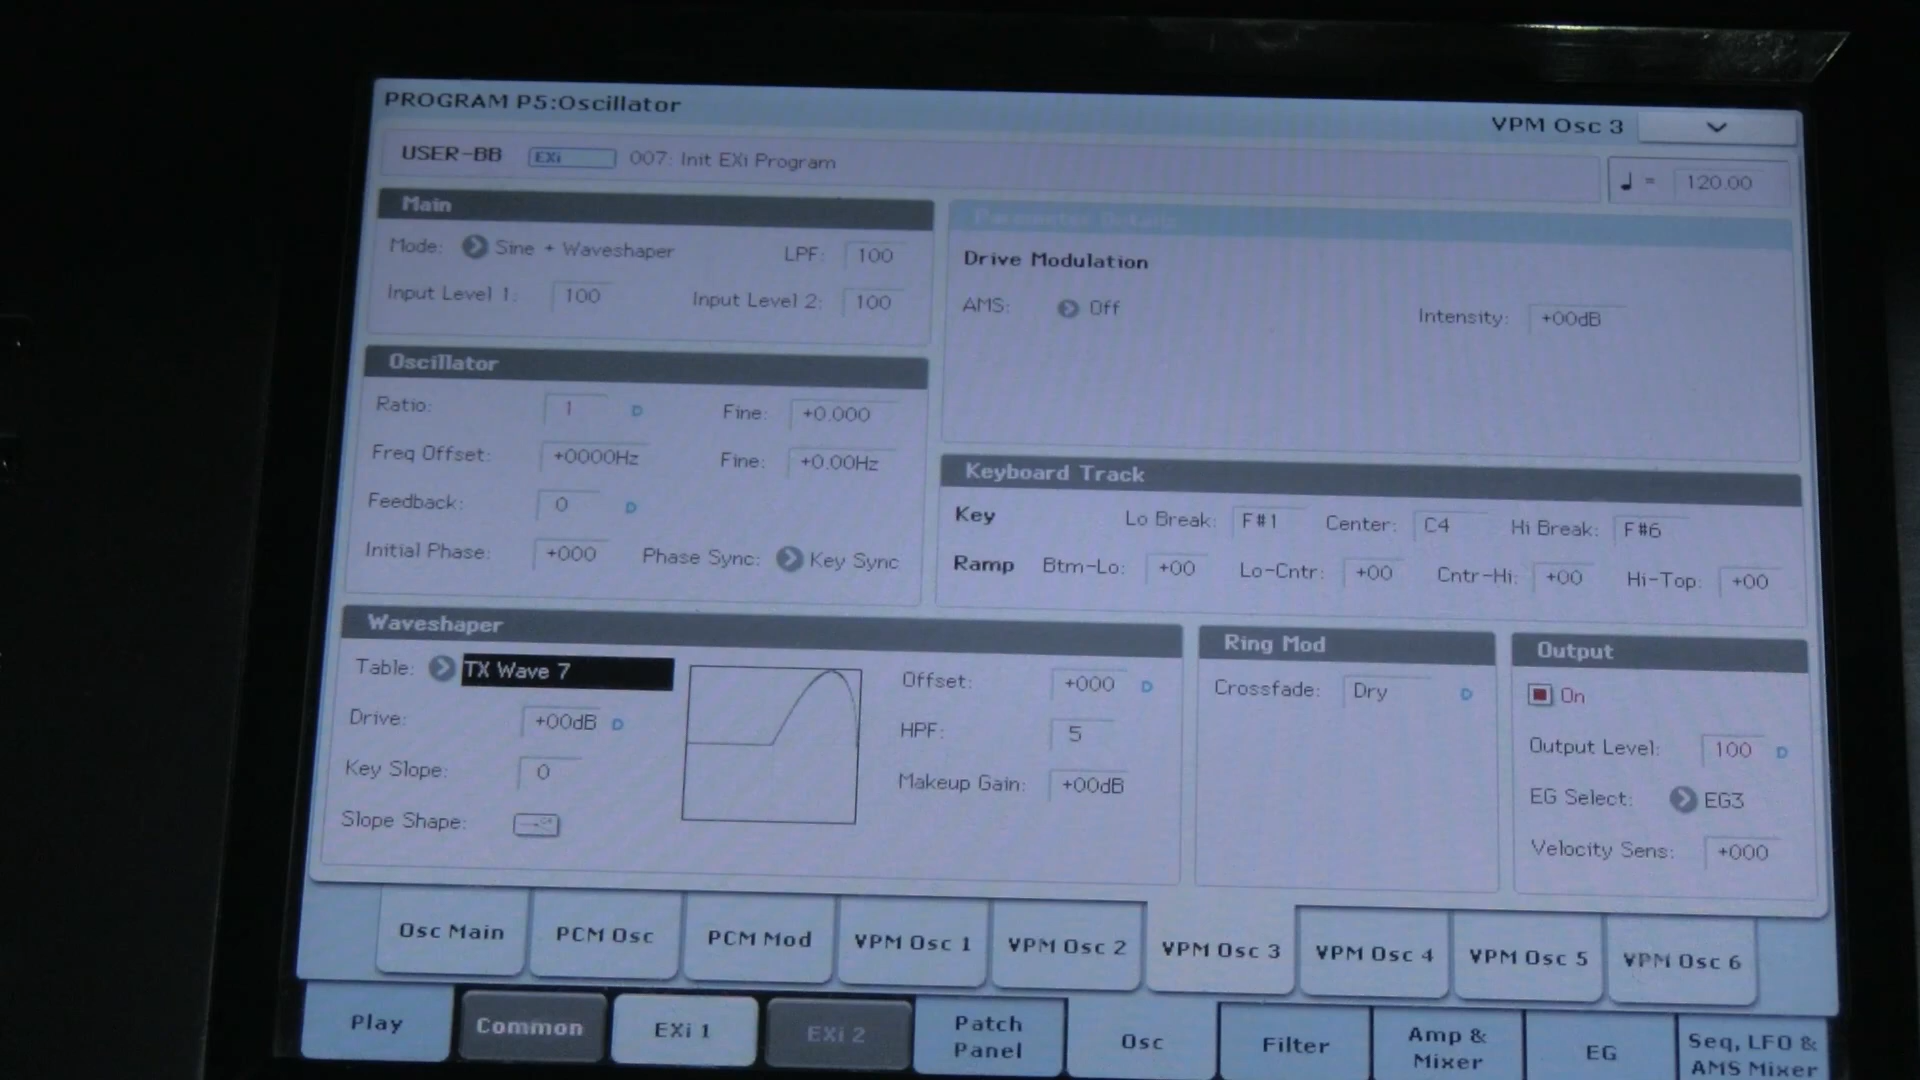 PROGRAM P5:Oscillator
VPM Osc 3
USER-BB EXi 007: Init EXi Program
♩ = 120.00
Main
Mode: Sine + Waveshaper LPF: 100
Input Level 1: 100 Input Level 2: 100
Parameter Details
Drive Modulation
AMS: Off Intensity: +00dB
Oscillator
Ratio: 1 D Fine: +0.000
Freq Offset: +0000Hz Fine: +0.00Hz
Feedback: 0 D
Initial Phase: +000 Phase Sync: Key Sync
Keyboard Track
Key Lo Break: F#1 Center: C4 Hi Break: F#6
Ramp Btm-Lo: +00 Lo-Cntr: +00 Cntr-Hi: +00 Hi-Top: +00
Waveshaper
Table: TX Wave 7
Drive: +00dB D
Key Slope: 0
Slope Shape:
Offset: +000 D
HPF: 5
Makeup Gain: +00dB
Ring Mod
Crossfade: Dry D
Output
On
Output Level: 100 D
EG Select: EG3
Velocity Sens: +000
Osc Main PCM Osc PCM Mod VPM Osc 1 VPM Osc 2 VPM Osc 3 VPM Osc 4 VPM Osc 5 VPM Osc 6
Play Common EXi 1 EXi 2 Patch Panel Osc Filter Amp & Mixer EG Seq, LFO & AMS Mixer